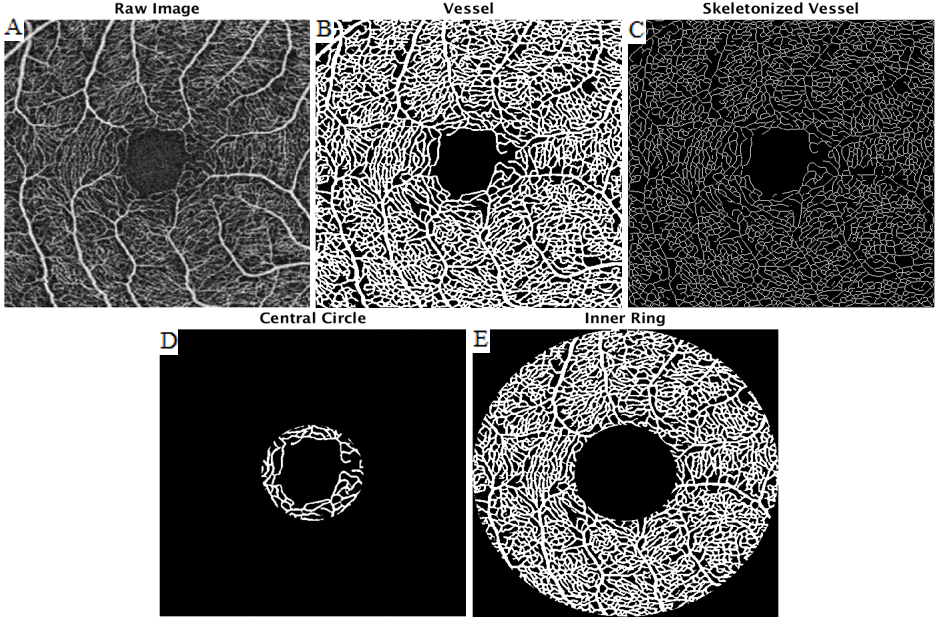 Raw Image
Vessel
Skeletonized Vessel
A
B
C
Central Circle
Inner Ring
D
E